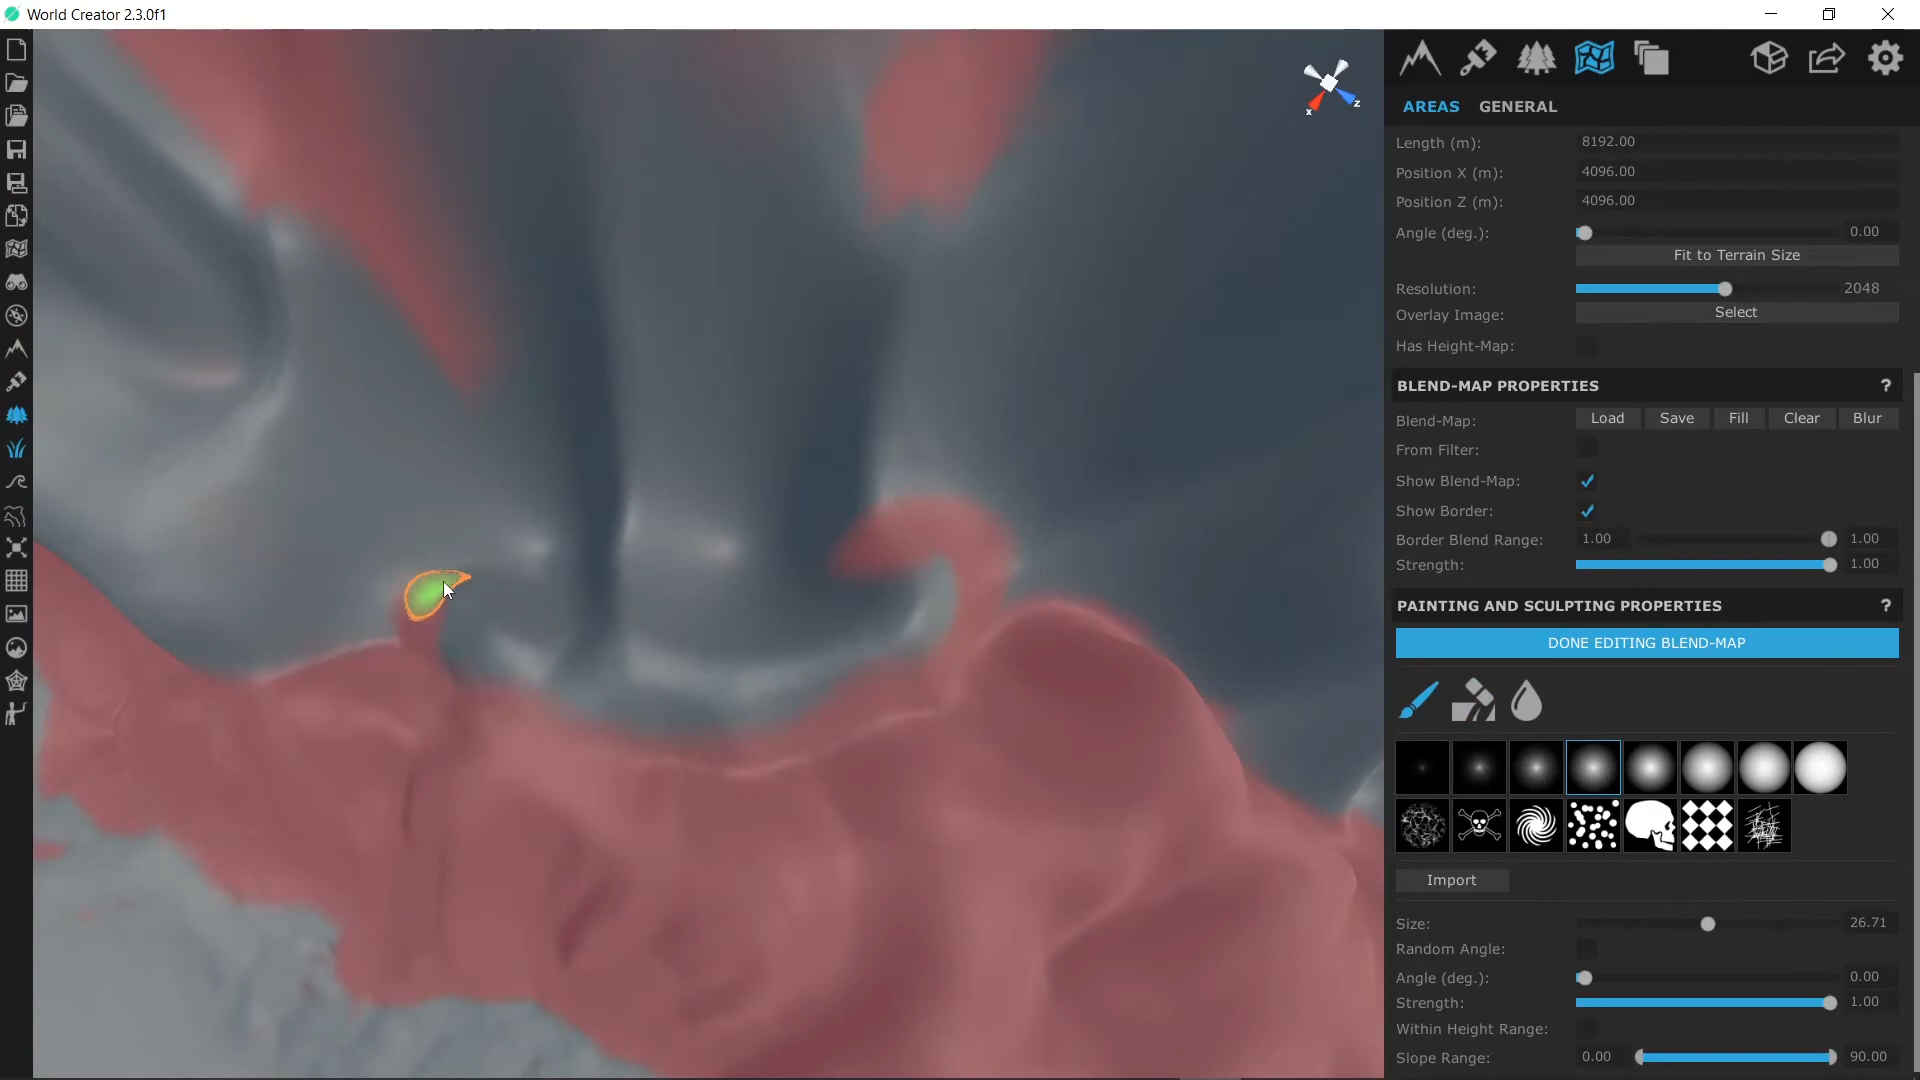 World Creator 2.3.0f1
x
z
AREAS GENERAL
Length (m): 8192.00
Position X (m): 4096.00
Position Z (m): 4096.00
Angle (deg.): 0.00
Fit to Terrain Size
Resolution: 2048
Overlay Image: Select
Has Height-Map:
BLEND-MAP PROPERTIES ?
Blend-Map: Load Save Fill Clear Blur
From Filter:
Show Blend-Map:
Show Border:
Border Blend Range: 1.00 1.00
Strength: 1.00
PAINTING AND SCULPTING PROPERTIES ?
DONE EDITING BLEND-MAP
Import
Size: 26.71
Random Angle:
Angle (deg.): 0.00
Strength: 1.00
Within Height Range:
Slope Range: 0.00 90.00